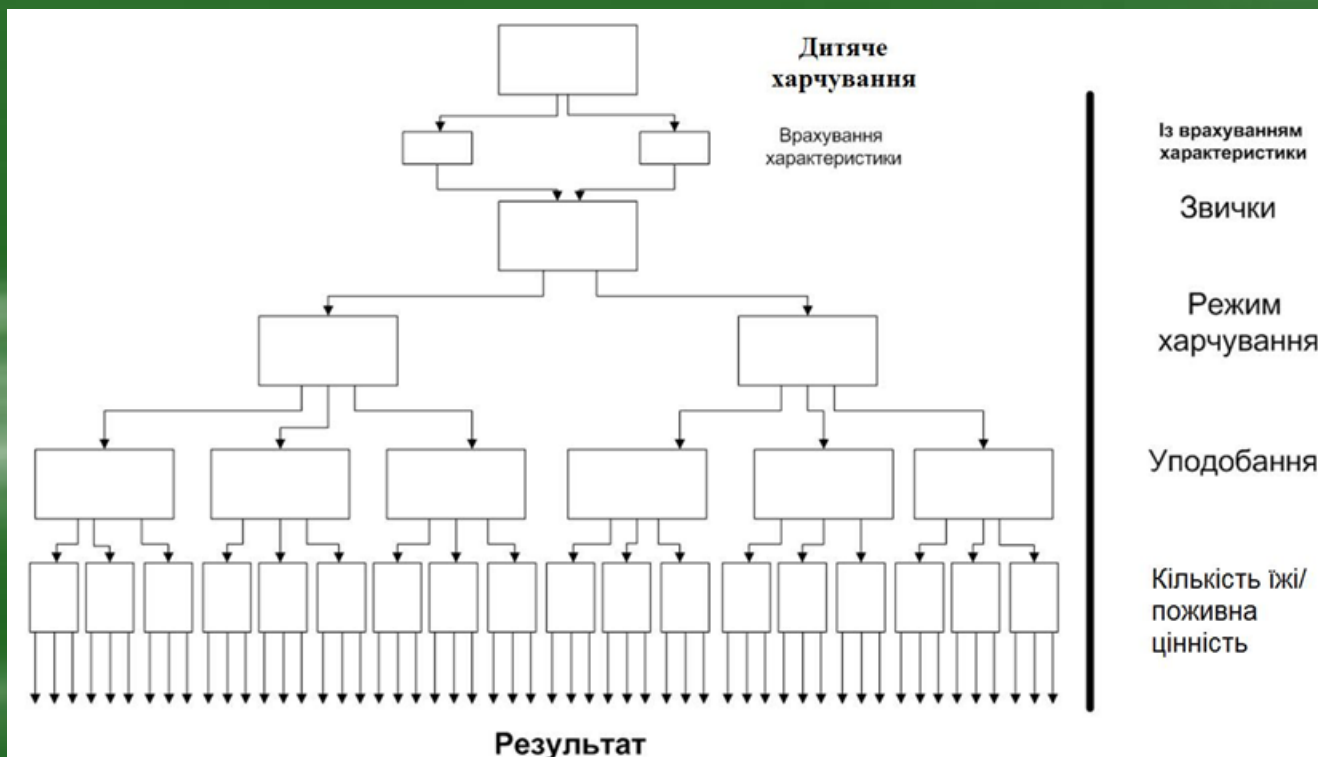 Дитяче
харчування
Врахування
характеристики
Із врахуванням
характеристики
Звички
Режим
харчування
Уподобання
Кількість їжі/
поживна
цінність
Результат